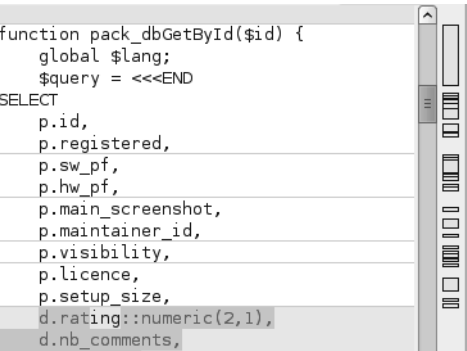 function pack_dbGetById($id) {
    global $lang;
    $query = <<<END
SELECT
    p.id,
    p.registered,
    p.sw_pf,
    p.hw_pf,
    p.main_screenshot,
    p.maintainer_id,
    p.visibility,
    p.licence,
    p.setup_size,
    d.rating::numeric(2,1),
    d.nb_comments,